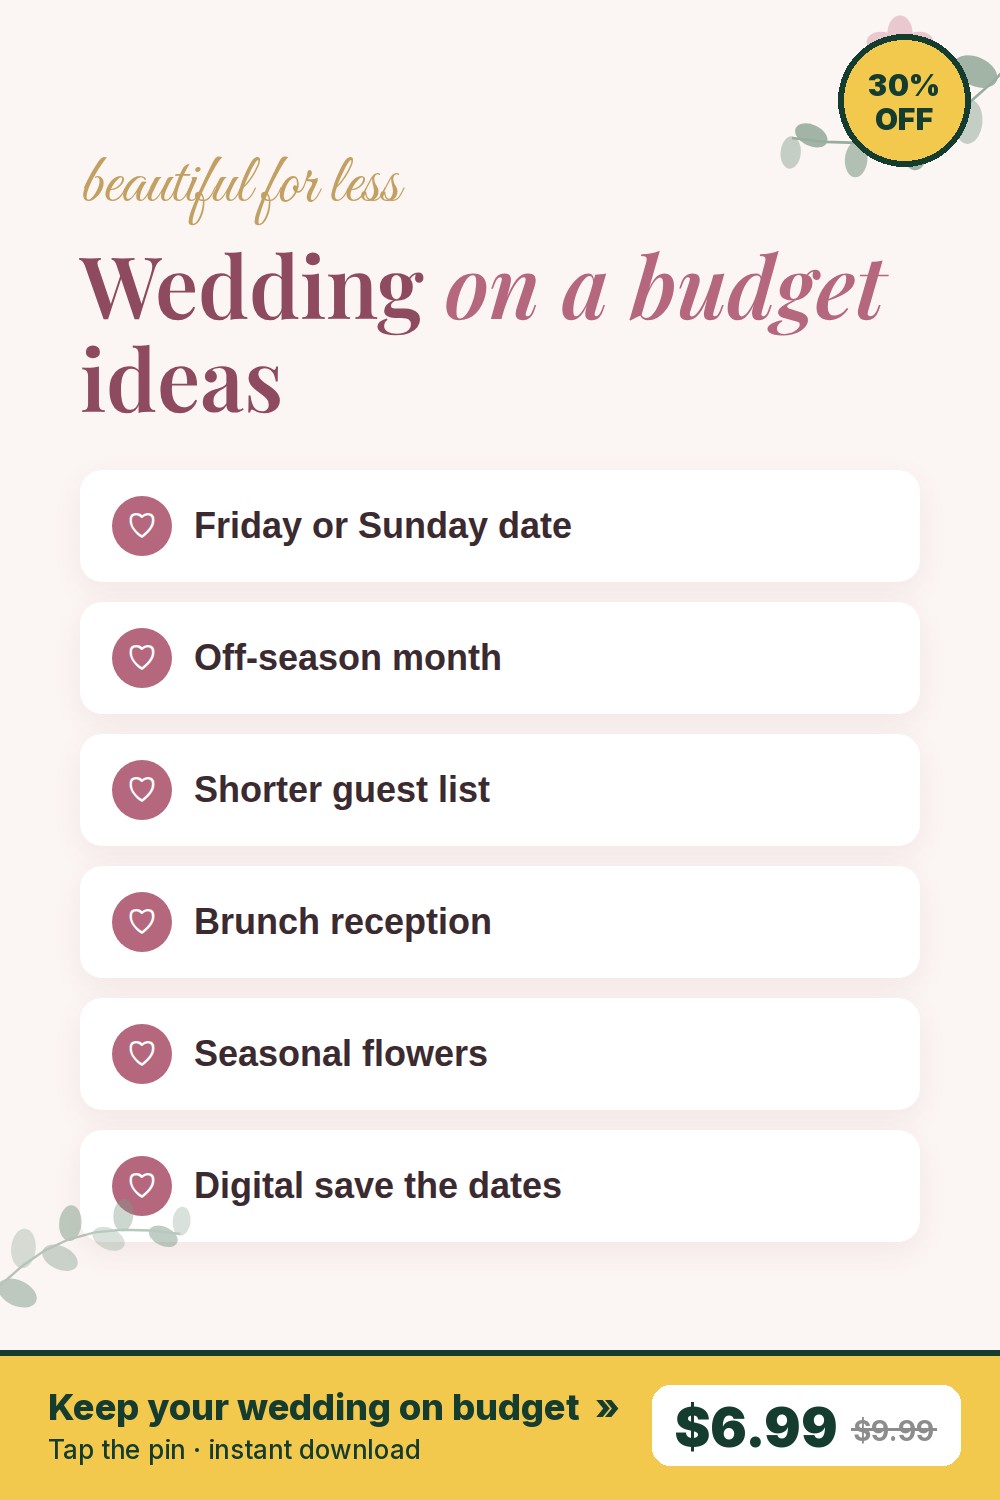 30%
OFF
beautiful for less
Wedding on a budget
ideas
Friday or Sunday date
Off-season month
Shorter guest list
Brunch reception
Seasonal flowers
Digital save the dates
Keep your wedding on budget »
Tap the pin · instant download
$6.99 $9.99